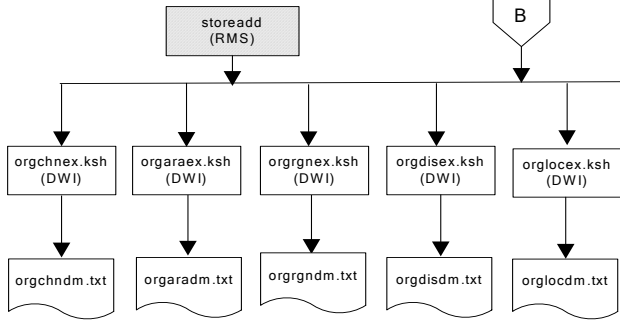 storeadd
(RMS)
B
orgchnex.ksh
(DWI)
orgaraex.ksh
(DWI)
orgrgnex.ksh
(DWI)
orgdisex.ksh
(DWI)
orglocex.ksh
(DWI)
orgchndm.txt
orgaradm.txt
orgrgndm.txt
orgdisdm.txt
orglocdm.txt